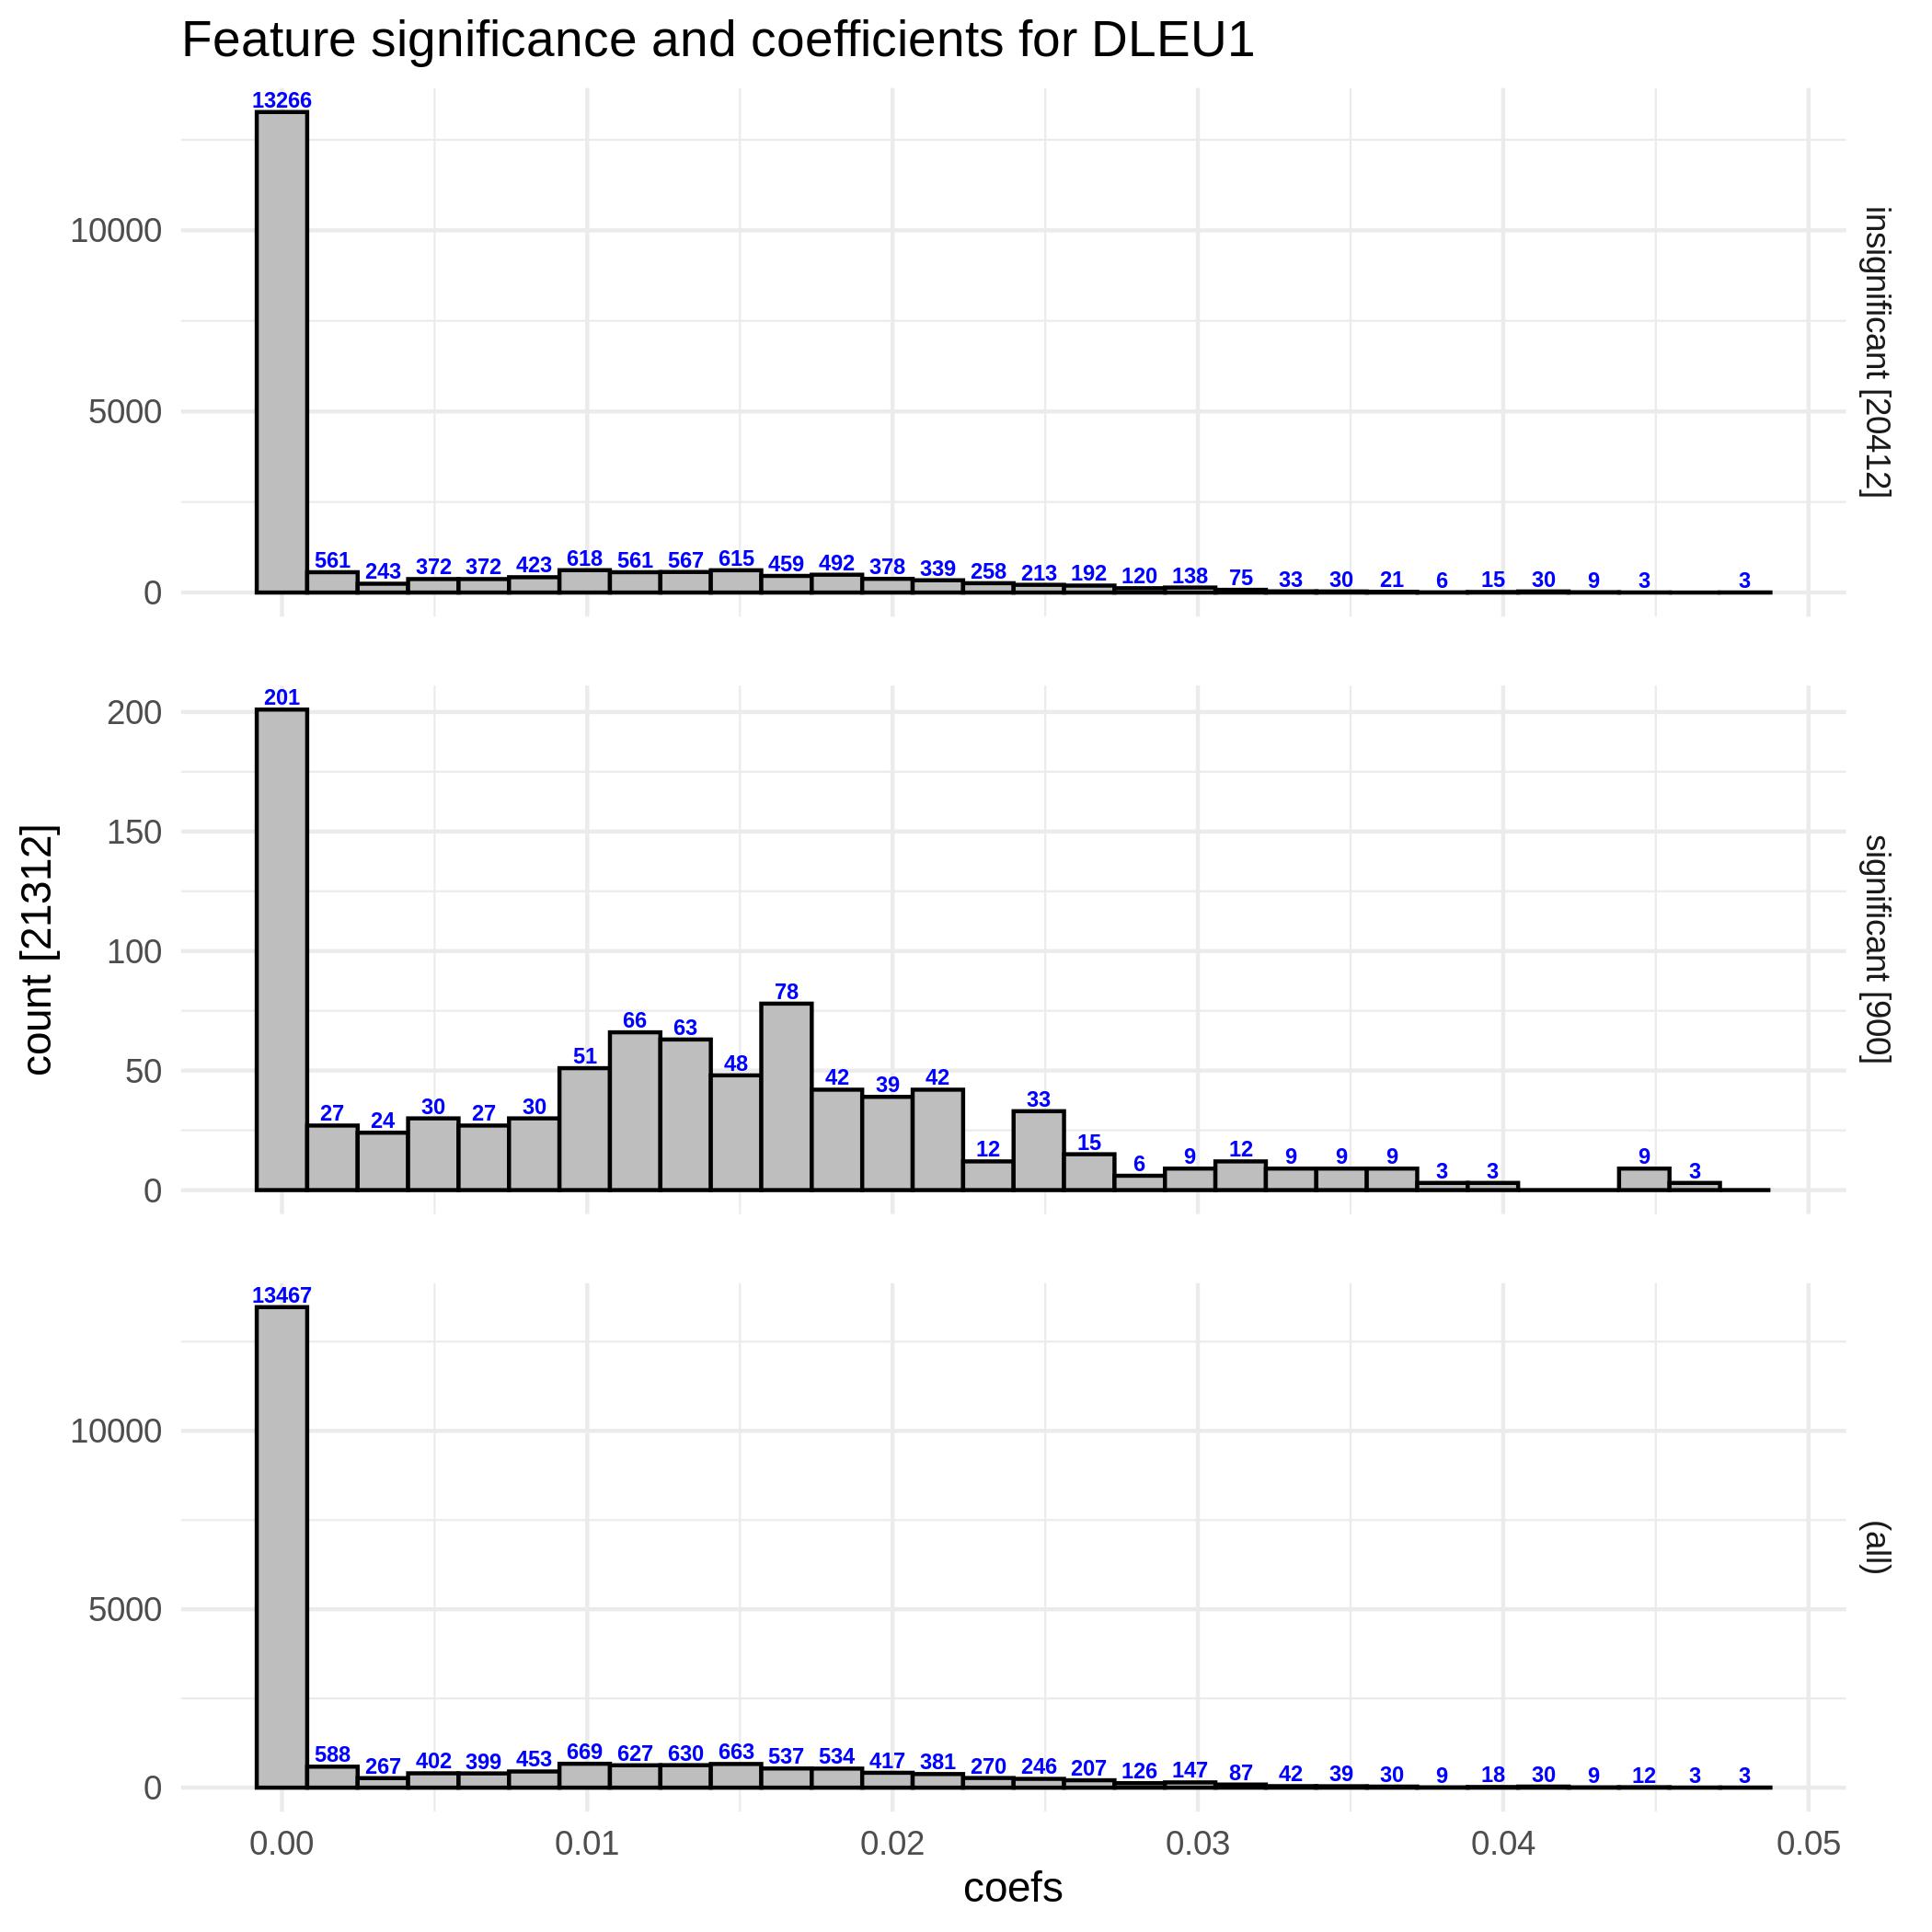 Feature significance and coefficients for DLEU1
13266
10000
5000
0
561 243 372 372 423 618 561 567 615 459 492 378 339 258 213 192 120 138 75 33 30 21 6 15 30 9 3 3
insignificant [20412]
201
200
150
100
50
0
27 24 30 27 30 51 66 63 48 78 42 39 42 12 33 15 6 9 12 9 9 9 3 3 9 3
significant [900]
count [21312]
13467
10000
5000
0
588 267 402 399 453 669 627 630 663 537 534 417 381 270 246 207 126 147 87 42 39 30 9 18 30 9 12 3 3
(all)
0.00 0.01 0.02 0.03 0.04 0.05
coefs